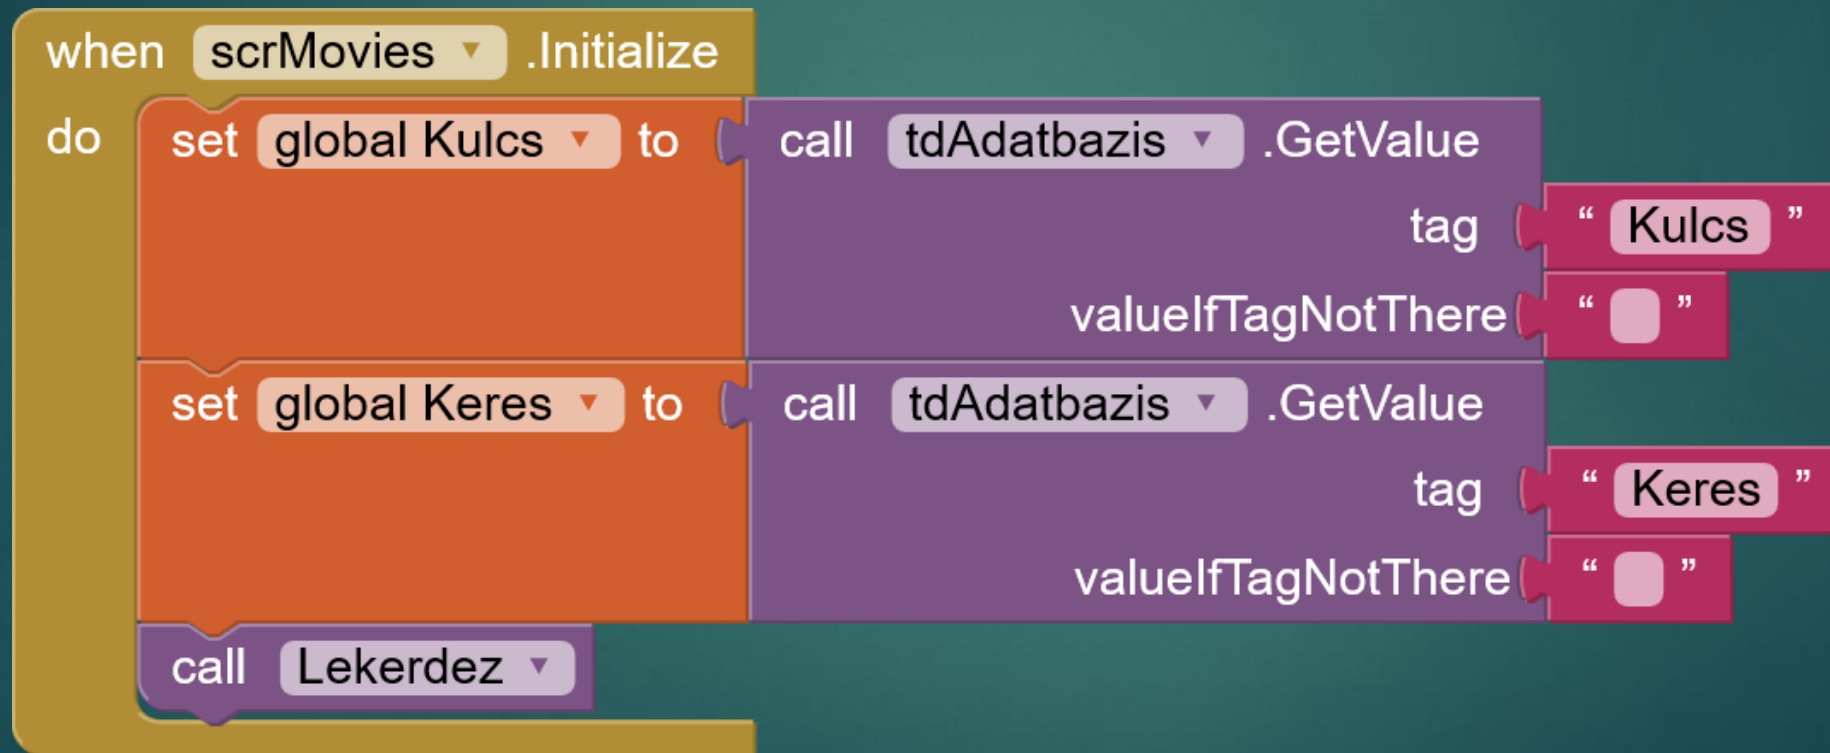 when scrMovies .Initialize
do set global Kulcs to call tdAdatbazis .GetValue
tag “ Kulcs ”
valueIfTagNotThere “ ”
set global Keres to call tdAdatbazis .GetValue
tag “ Keres ”
valueIfTagNotThere “ ”
call Lekerdez